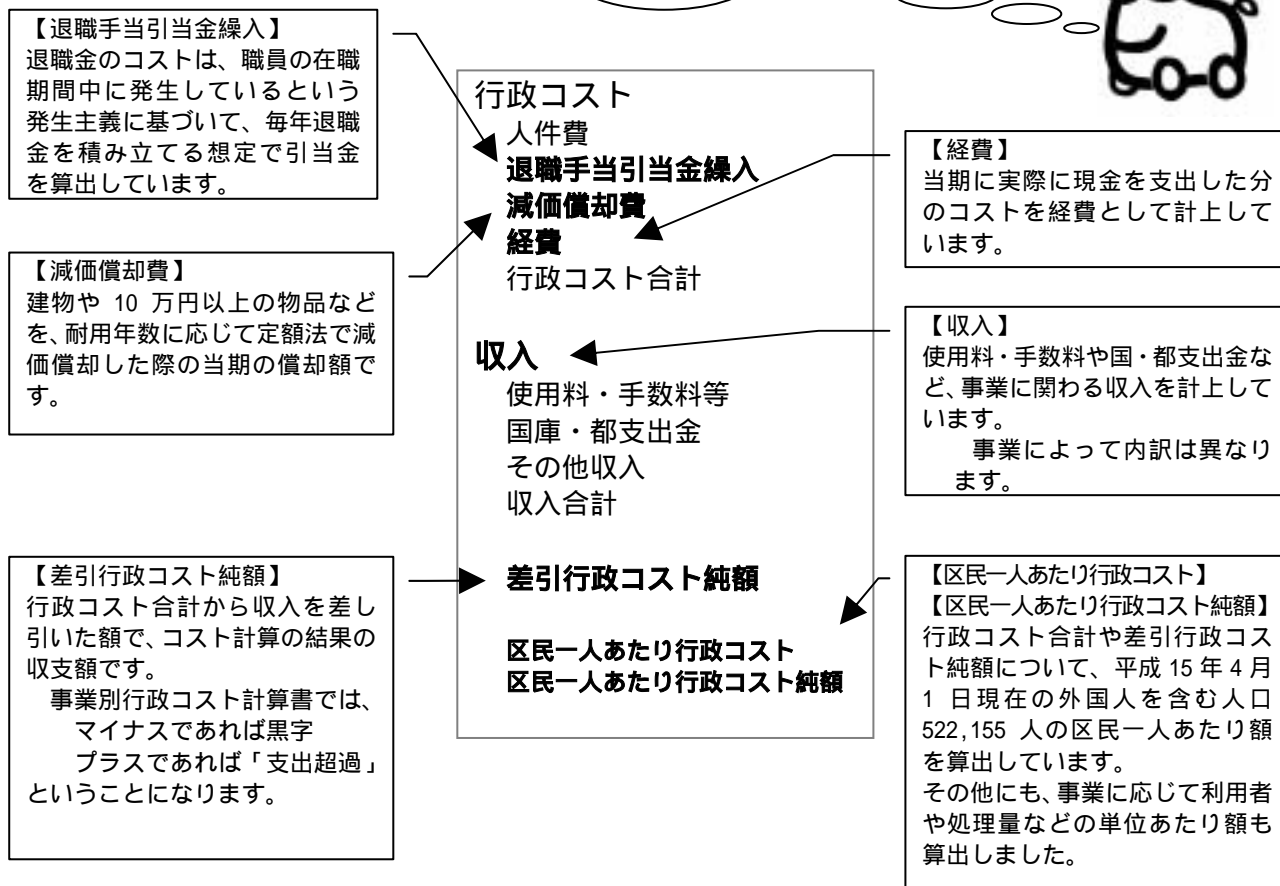 【退職手当引当金繰入】
退職金のコストは、職員の在職
期間中に発生しているという
発生主義に基づいて、毎年退職
金を積み立てる想定で引当金
を算出しています。
【減価償却費】
建物や 10 万円以上の物品など
を、耐用年数に応じて定額法で減
価償却した際の当期の償却額で
す。
【差引行政コスト純額】
行政コスト合計から収入を差し
引いた額で、コスト計算の結果の
収支額です。
事業別行政コスト計算書では、
マイナスであれば黒字
プラスであれば「支出超過」
ということになります。
行政コスト
人件費
退職手当引当金繰入
減価償却費
経費
行政コスト合計
収入
使用料・手数料等
国庫・都支出金
その他収入
収入合計
差引行政コスト純額
区民一人あたり行政コスト
区民一人あたり行政コスト純額
【経費】
当期に実際に現金を支出した分
のコストを経費として計上して
います。
【収入】
使用料・手数料や国・都支出金な
ど、事業に関わる収入を計上して
います。
事業によって内訳は異なり
ます。
【区民一人あたり行政コスト】
【区民一人あたり行政コスト純額】
行政コスト合計や差引行政コス
ト純額について、平成 15 年 4 月
1 日現在の外国人を含む人口
522,155 人の区民一人あたり額
を算出しています。
その他にも、事業に応じて利用者
や処理量などの単位あたり額も
算出しました。